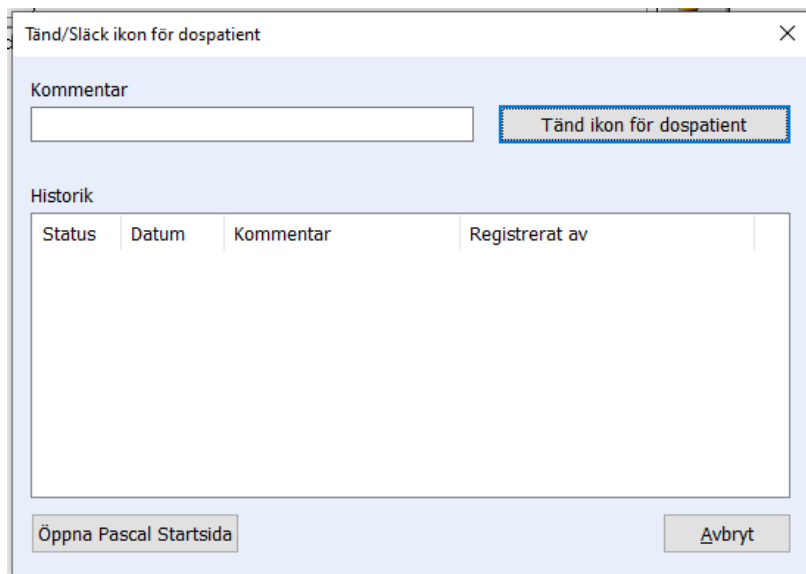 Tänd/Släck ikon för dospatient
Kommentar
Tänd ikon för dospatient
Historik
Status Datum Kommentar Registrerat av
Öppna Pascal Startsida Avbryt